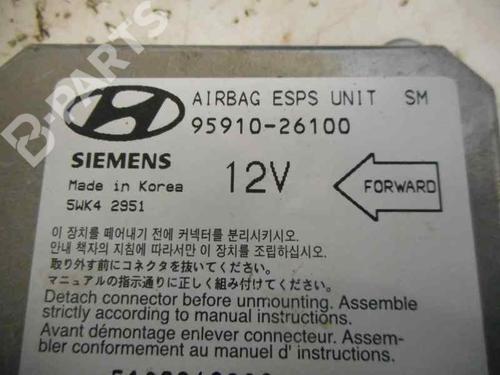 B-PARTS
AIRBAG ESPS UNIT SM
95910-26100
SIEMENS
Made in Korea
5WK4 2951
12V
FORWARD
이 장치를 떼어내기 전에 커넥터를 분리시키시오.
안내 책자의 지침에 따라서만 이 장치를 조립하십시오.
取り外す前にコネクタを抜いてください。
マニュアルの指示通りに正しく組み付けてください。
Detach connector before unmounting. Assemble
strictly according to manual instructions.
Avant démontage enlever connecteur. Assem-
bler conformement au manuel d' instructions.